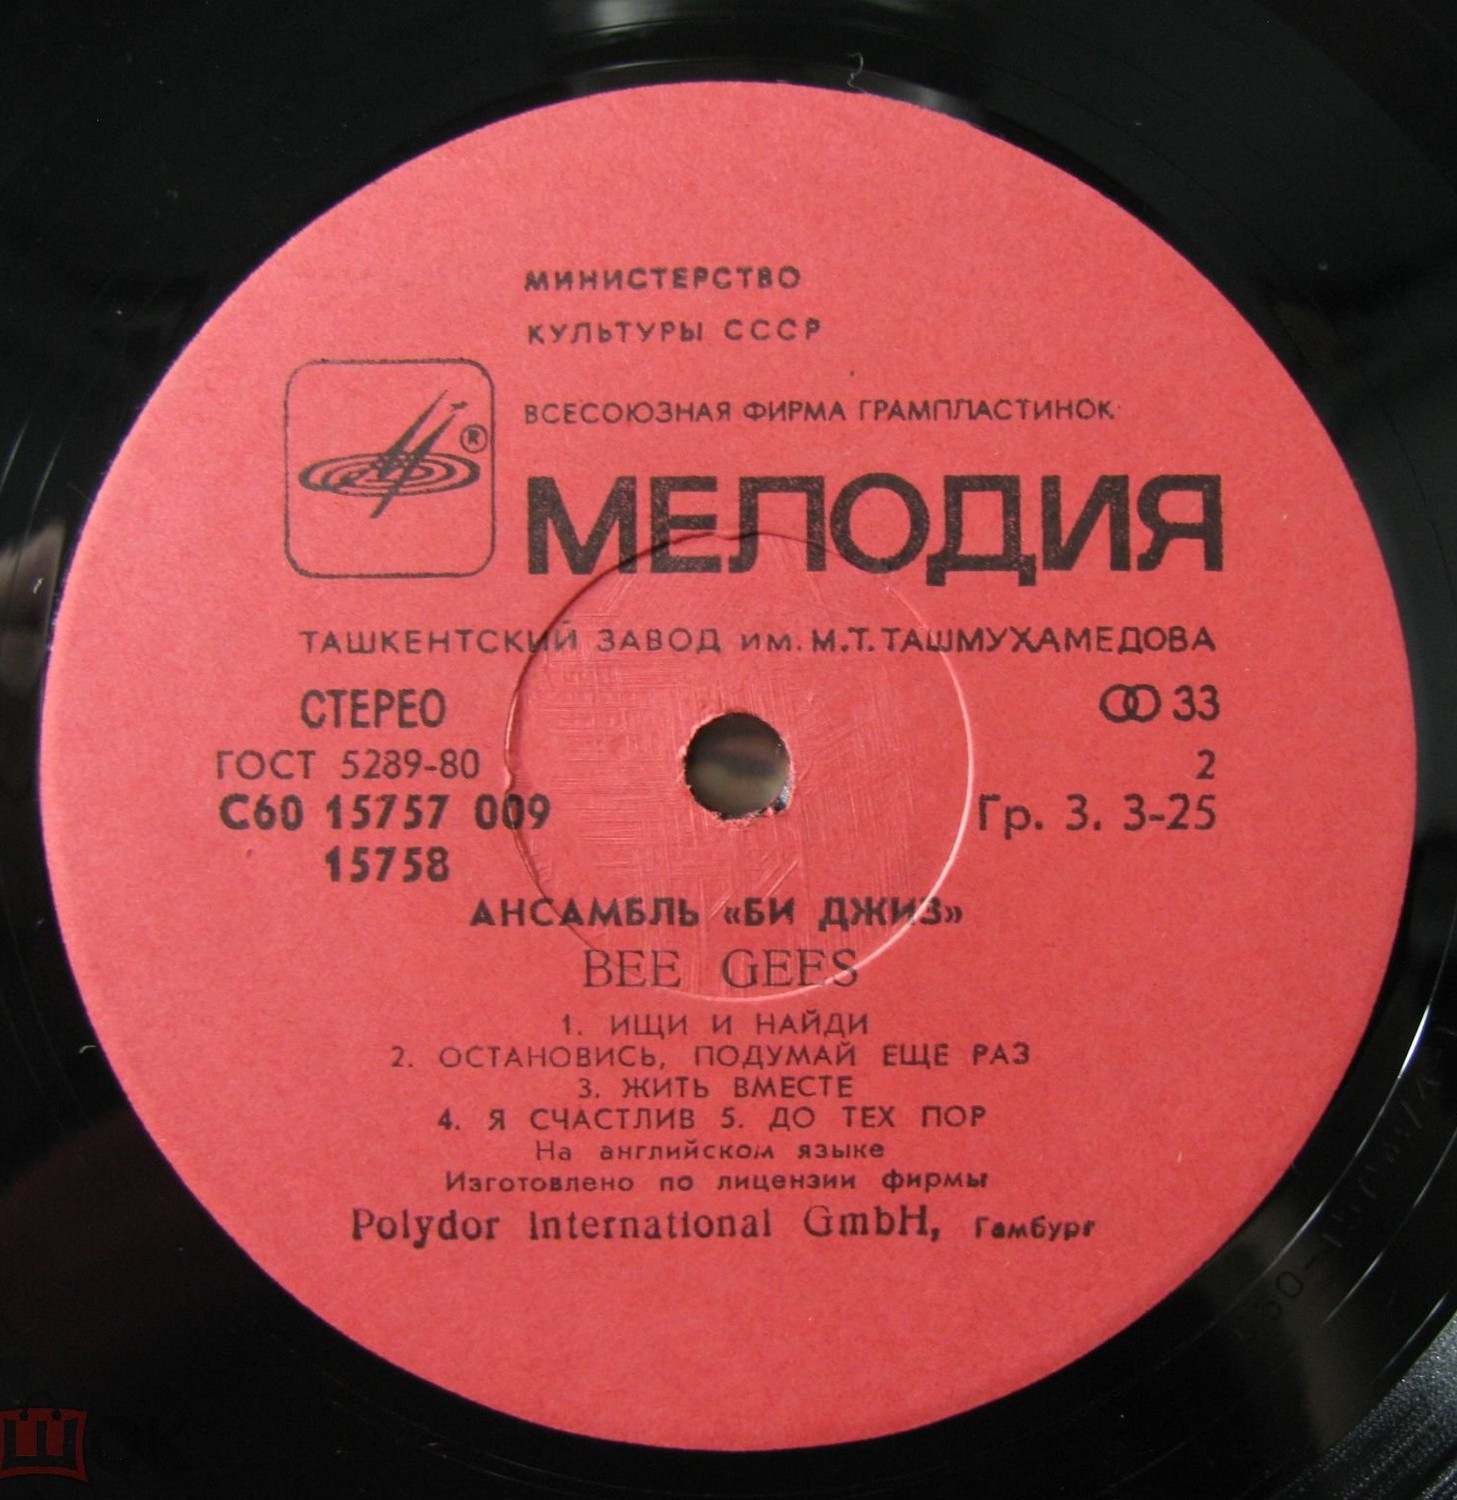 МИНИСТЕРСТВО
КУЛЬТУРЫ СССР
ВСЕСОЮЗНАЯ ФИРМА ГРАМПЛАСТИНОК
®
МЕЛОДИЯ
ТАШКЕНТСКИЙ ЗАВОД им. М.Т. ТАШМУХАМЕДОВА
СТЕРЕО 33
ГОСТ 5289-80 2
С60 15757 009 Гр. 3. 3-25
15758
АНСАМБЛЬ «БИ ДЖИЗ»
BEE GEES
1. ИЩИ И НАЙДИ
2. ОСТАНОВИСЬ, ПОДУМАЙ ЕЩЕ РАЗ
3. ЖИТЬ ВМЕСТЕ
4. Я СЧАСТЛИВ 5. ДО ТЕХ ПОР
На английском языке
Изготовлено по лицензии фирмы
Polydor International GmbH, Гамбург